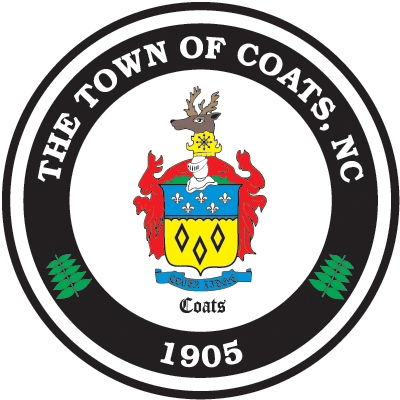 THE TOWN OF COATS, NC
Coats
1905